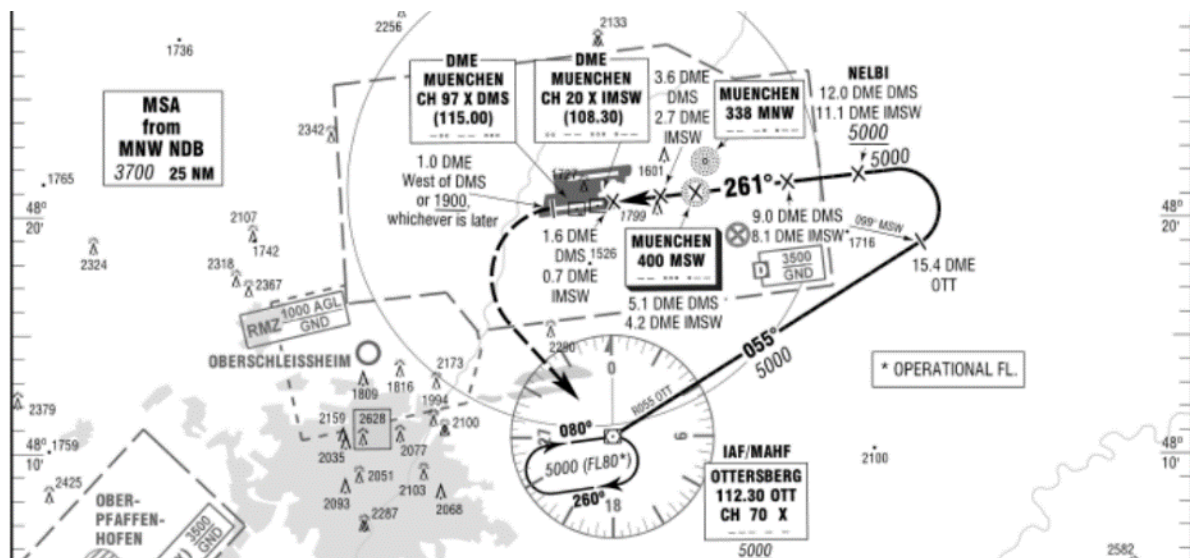 2256
2133
1736
MSA
from
MNW NDB
3700 25 NM
2342
DME
MUENCHEN
CH 97 X DMS
(115.00)
DME
MUENCHEN
CH 20 X IMSW
(108.30)
3.6 DME
DMS
2.7 DME
IMSW
MUENCHEN
338 MNW
NELBI
12.0 DME DMS
11.1 DME IMSW
5000
5000
1765
1.0 DME
West of DMS
or 1900,
whichever is later
1727
1601
261°
1799
48°
20'
48°
20'
2107
1742
2324
2318
2367
1.6 DME
DMS
0.7 DME
IMSW
1526
MUENCHEN
400 MSW
9.0 DME DMS
8.1 DME IMSW*
1716
099° MSW
3500
GND
15.4 DME
OTT
5.1 DME DMS
4.2 DME IMSW
RMZ 1000 AGL
GND
2280
OBERSCHLEISSHEIM
1809
1816
2173
1994
055°
5000
R055 OTT
* OPERATIONAL FL.
2379
2159
2628
2100
2035
2077
1759
48°
10'
48°
10'
0
27
9
18
080°
5000 (FL80*)
260°
IAF/MAHF
OTTERSBERG
112.30 OTT
CH 70 X
5000
2100
2425
2051
2103
2093
2068
2287
OBER-
PFAFFEN-
HOFEN
3500
GND
2582